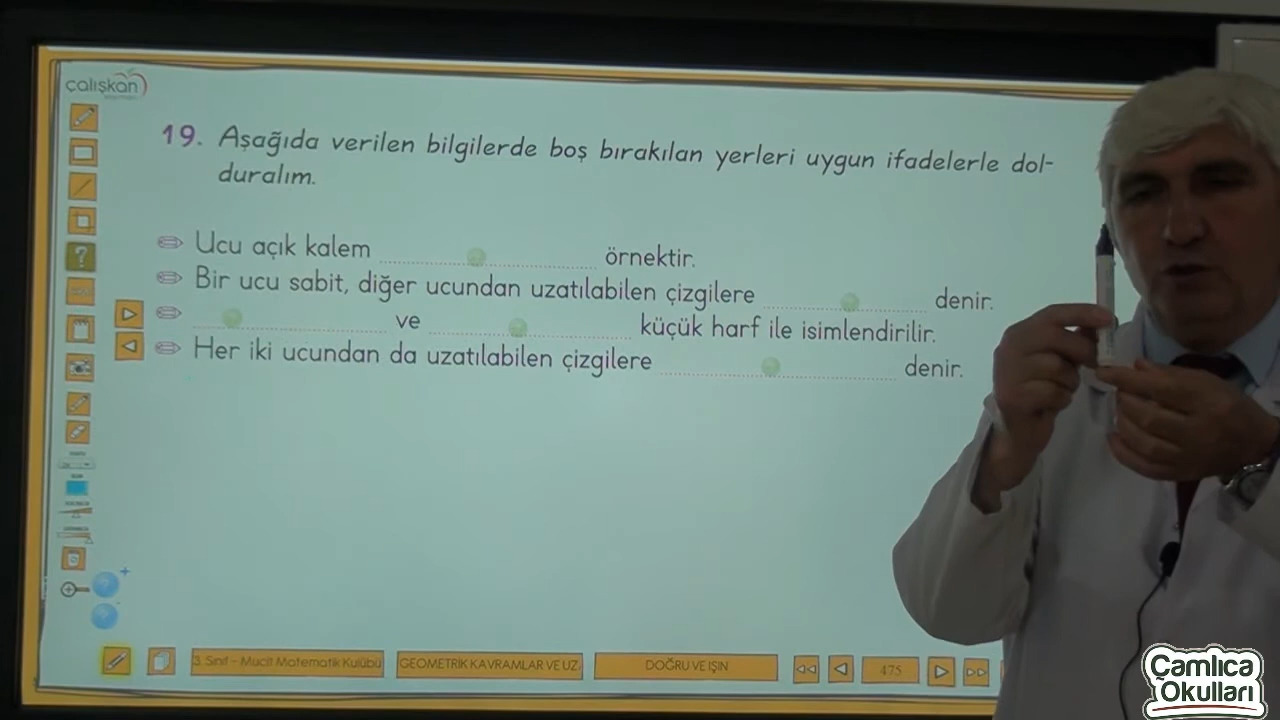 çalışkan
19. Aşağıda verilen bilgilerde boş bırakılan yerleri uygun ifadelerle dol-
duralım.
Ucu açık kalem ........ örnektir.
Bir ucu sabit, diğer ucundan uzatılabilen çizgilere ........ denir.
........ ve ........ küçük harf ile isimlendirilir.
Her iki ucundan da uzatılabilen çizgilere ........ denir.
3. Sınıf - Mucit Matematik Kulübü
GEOMETRİK KAVRAMLAR VE UZ
DOĞRU VE IŞIN
475
Çamlıca
Okulları